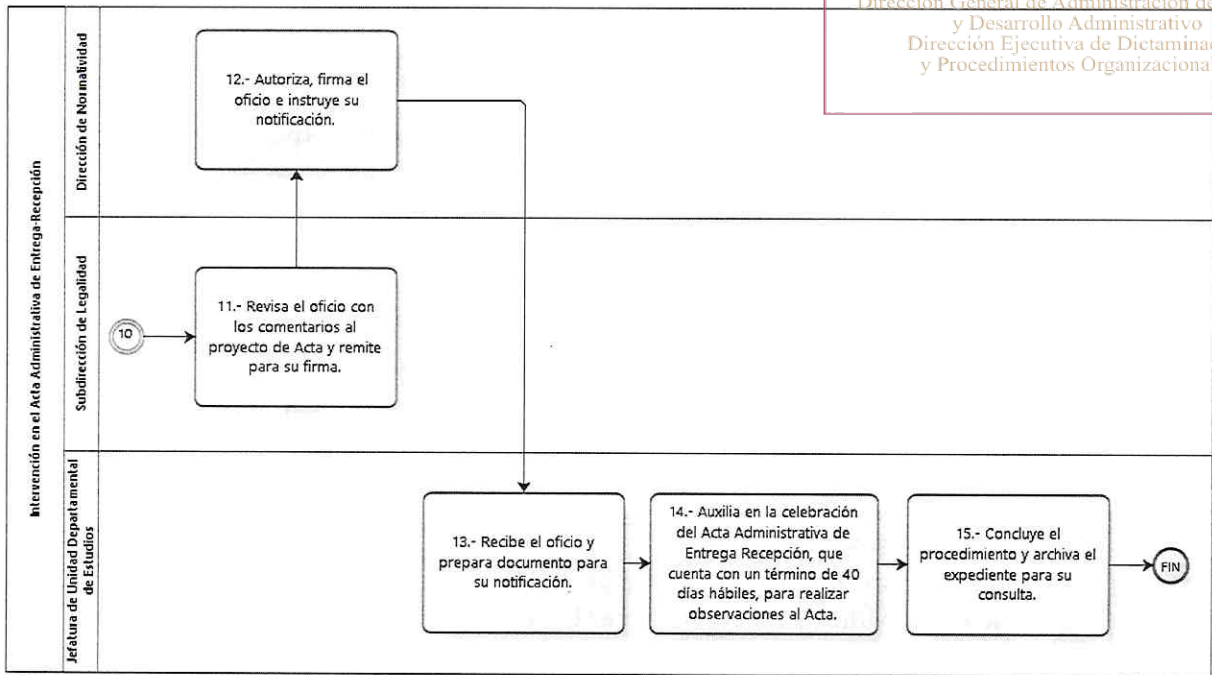 Dirección General de Administración de
y Desarrollo Administrativo
Dirección Ejecutiva de
y Procedimientos
Intervención en el Acta Administrativa de Entrega-Recepción
Dirección de Normatividad
12.- Autoriza, firma el
oficio e instruye su
notificación.
Subdirección de Legalidad
10
11.- Revisa el oficio con
los comentarios al
proyecto de Acta y remite
para su firma.
Jefatura de Unidad Departamental
de Estudios
13.- Recibe el oficio y
prepara documento para
su notificación.
14.- Auxilia en la celebración
del Acta Administrativa de
Entrega Recepción, que
cuenta con un término de 40
días hábiles, para realizar
observaciones al Acta.
15.- Concluye el
procedimiento y archiva el
expediente para su
consulta.
FIN